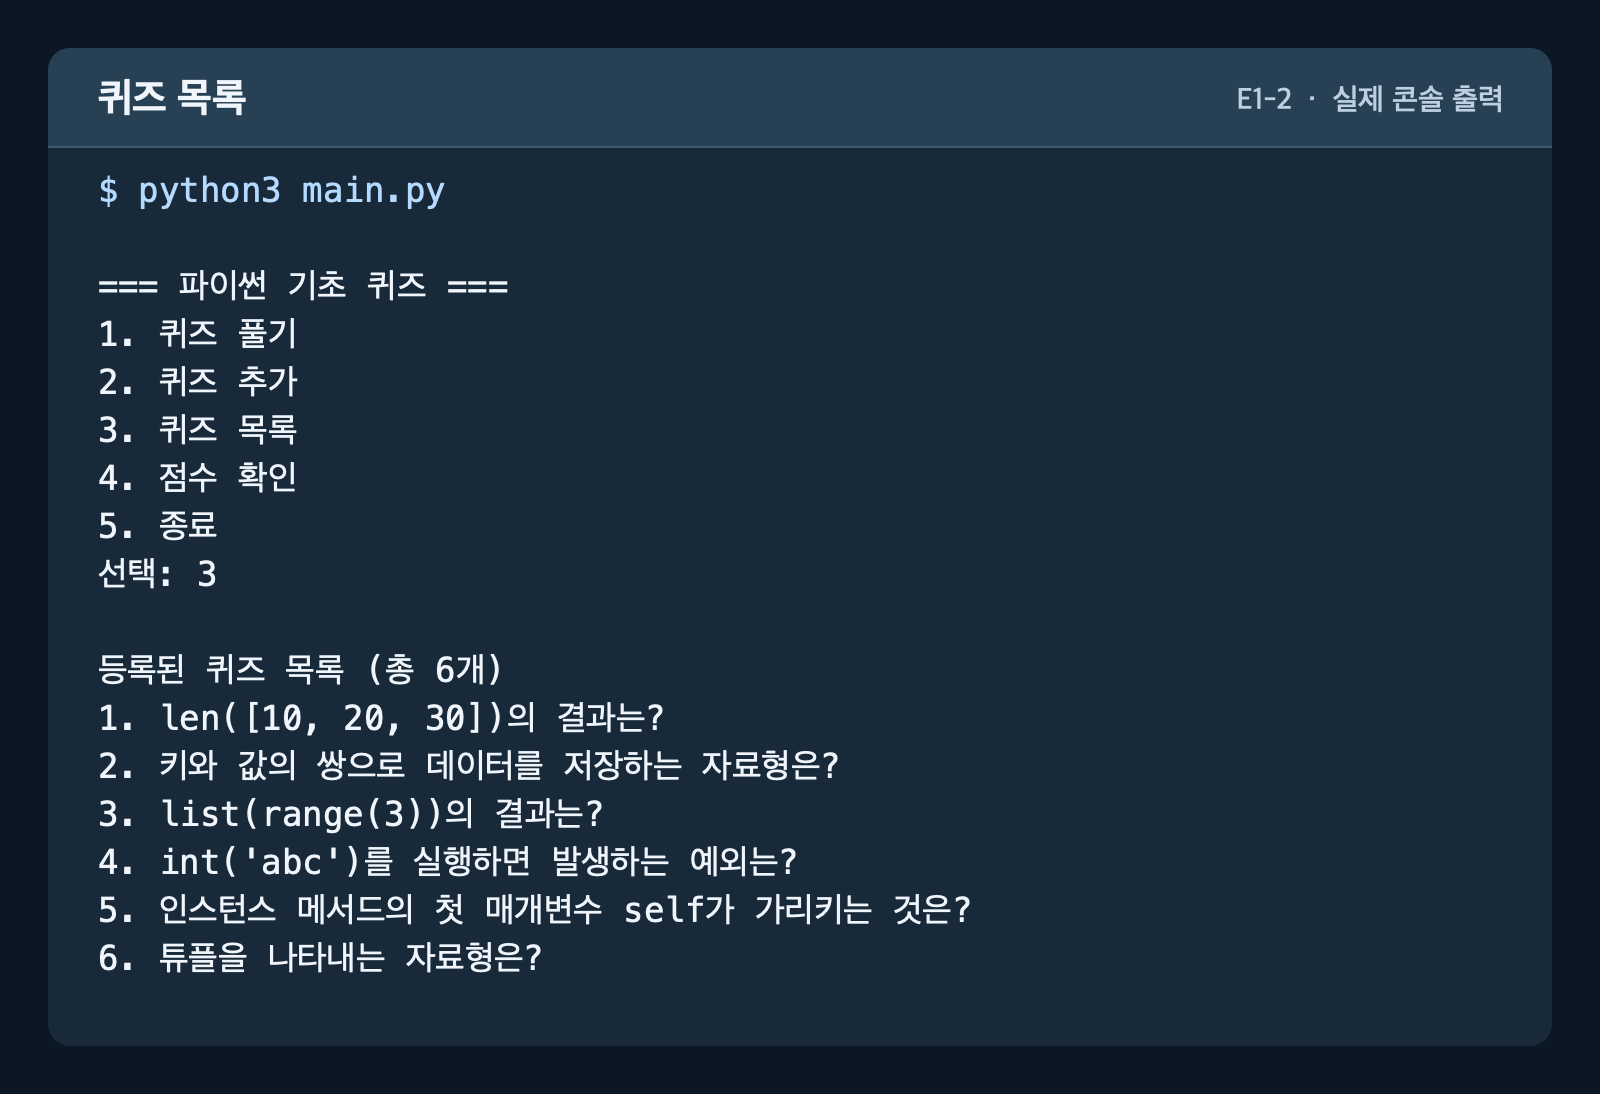 퀴즈 목록
E1-2 · 실제 콘솔 출력
$ python3 main.py
=== 파이썬 기초 퀴즈 ===
1. 퀴즈 풀기
2. 퀴즈 추가
3. 퀴즈 목록
4. 점수 확인
5. 종료
선택: 3
등록된 퀴즈 목록 (총 6개)
1. len([10, 20, 30])의 결과는?
2. 키와 값의 쌍으로 데이터를 저장하는 자료형은?
3. list(range(3))의 결과는?
4. int('abc')를 실행하면 발생하는 예외는?
5. 인스턴스 메서드의 첫 매개변수 self가 가리키는 것은?
6. 튜플을 나타내는 자료형은?